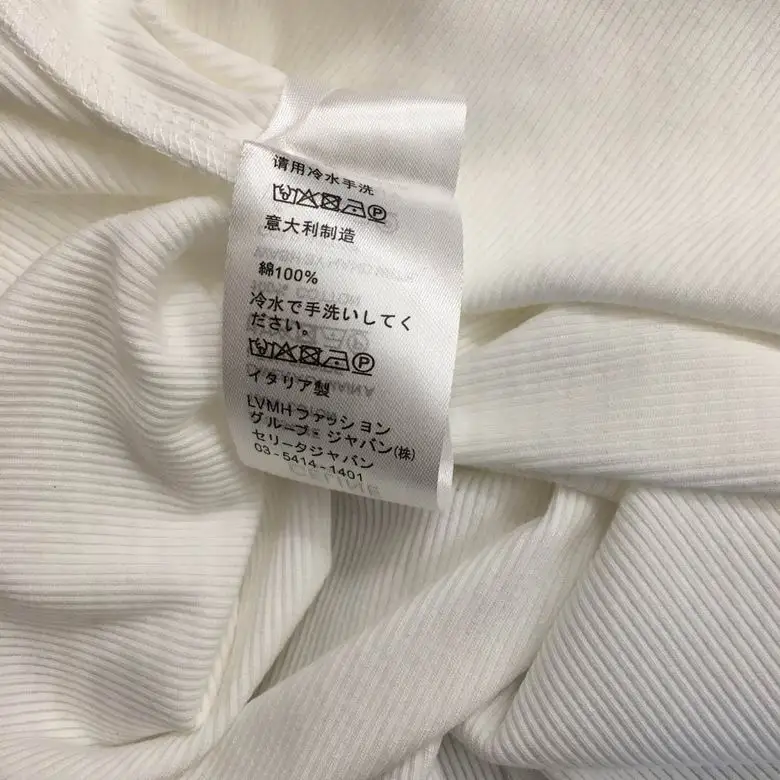 请用冷水手洗
P
意大利制造
綿100%
冷水で手洗いしてく
ださい。
P
イタリア製
LVMHファッション
グループ・ジャパン(株)
セリータジャパン
03-5414-1401
CELINE